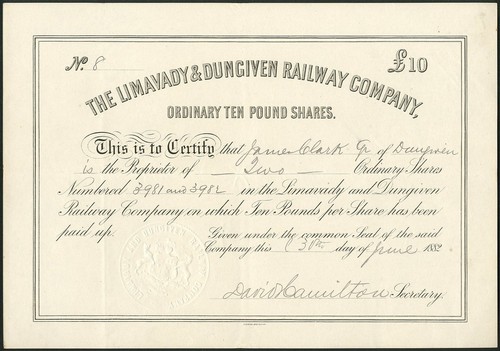 No. 8 £10
THE LIMAVADY & DUNGIVEN RAILWAY COMPANY,
ORDINARY TEN POUND SHARES.
This is to Certify that James Clark of Dungiven
is the Proprietor of Two Ordinary Shares
Numbered 3981 and 3982 in the Limavady and Dungiven
Railway Company on which Ten Pounds per Share has been
paid up.
Given under the common Seal of the said
Company this 30th day of June 1882.
David Hamilton Secretary.